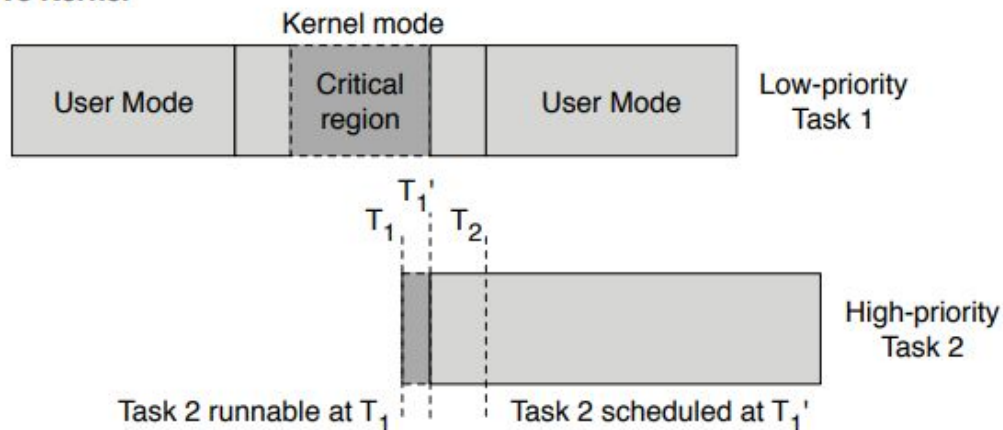 Kernel mode
User Mode
Critical
region
User Mode
Low-priority
Task 1
T1'
T1
T2
High-priority
Task 2
Task 2 runnable at T1
Task 2 scheduled at T1'